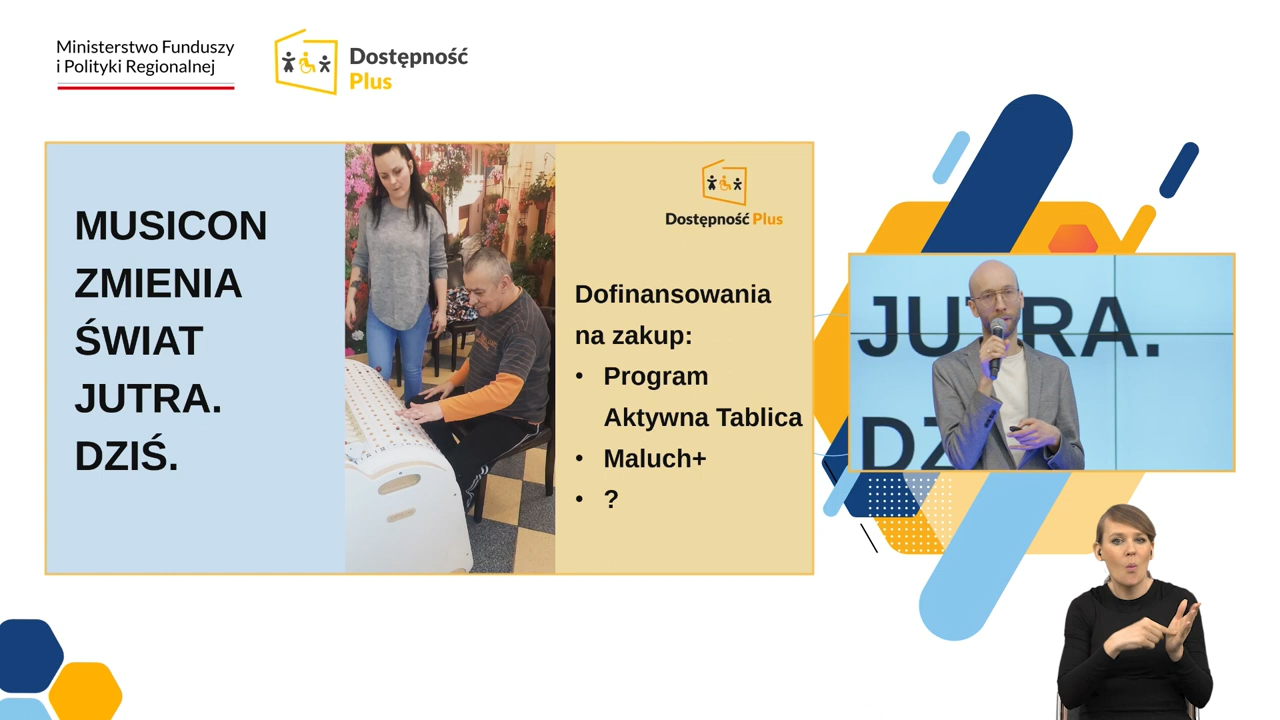 Ministerstwo Funduszy
i Polityki Regionalnej
Dostępność
Plus
MUSICON
ZMIENIA
ŚWIAT
JUTRA.
DZIŚ.
Dostępność Plus
Dofinansowania
na zakup:
• Program
Aktywna Tablica
• Maluch+
• ?
JUTRA.
DZ